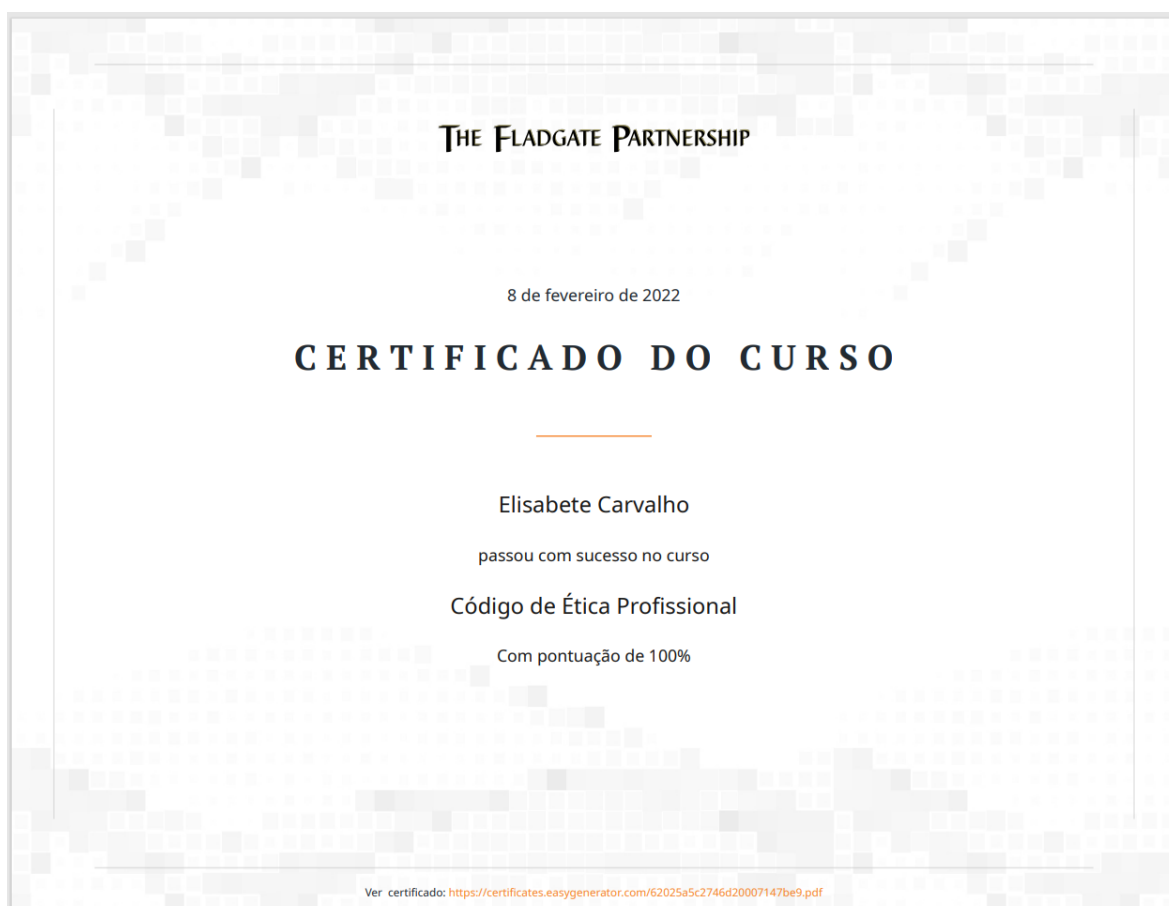 THE FLADGATE PARTNERSHIP
8 de fevereiro de 2022
CERTIFICADO DO CURSO
Elisabete Carvalho
passou com sucesso no curso
Código de Ética Profissional
Com pontuação de 100%
Ver certificado: https://certificates.easygenerator.com/62025a5c2746d20007147be9.pdf